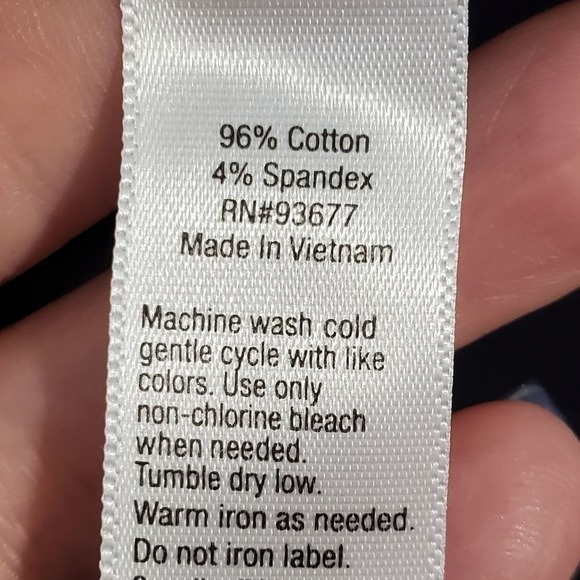 96% Cotton
4% Spandex
RN#93677
Made In Vietnam
Machine wash cold
gentle cycle with like
colors. Use only
non-chlorine bleach
when needed.
Tumble dry low.
Warm iron as needed.
Do not iron label.